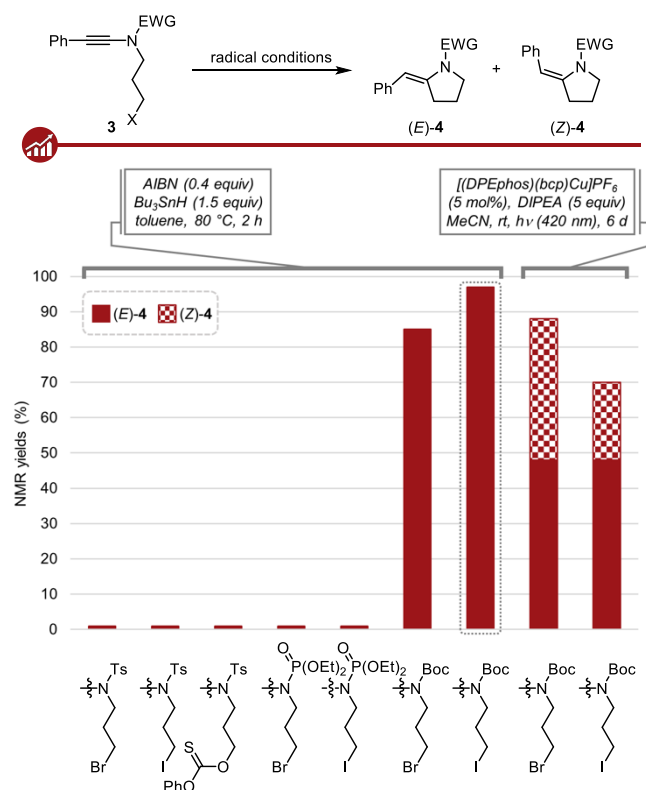 EWG
Ph
N
X
3
radical conditions
Ph
EWG
N
(E)-4
+
Ph
EWG
N
(Z)-4
AIBN (0.4 equiv)
Bu3SnH (1.5 equiv)
toluene, 80 °C, 2 h
[(DPEphos)(bcp)Cu]PF6
(5 mol%), DIPEA (5 equiv)
MeCN, rt, hν (420 nm), 6 d
NMR yields (%)
100
90
80
70
60
50
40
30
20
10
0
(E)-4 (Z)-4
Ts
N
Br
Ts
N
I
Ts
N
S
O
PhO
O
P(OEt)2
N
Br
O
P(OEt)2
N
I
Boc
N
Br
Boc
N
I
Boc
N
Br
Boc
N
I